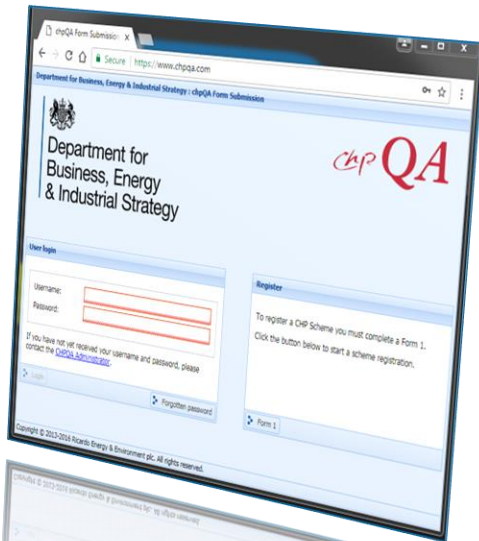 chpQA Form Submission
Secure
https://www.chpqa.com
Department for Business, Energy & Industrial Strategy : chpQA Form Submission
Department for
Business, Energy
& Industrial Strategy
chp QA
User login
Username:
Password:
If you have not yet received your username and password, please
contact the CHPQA Administrator.
Login
Forgotten password
Register
To register a CHP Scheme you must complete a Form 1.
Click the button below to start a scheme registration.
Form 1
Copyright © 2013-2016 Ricardo Energy & Environment plc. All rights reserved.